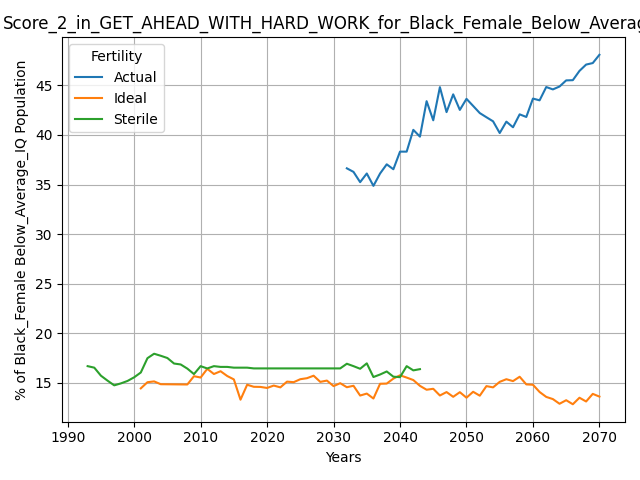 Score_2_in_GET_AHEAD_WITH_HARD_WORK_for_Black_Female_Below_Averag
Fertility
Actual
Ideal
Sterile
% of Black_Female Below_Average_IQ Population
45
40
35
30
25
20
15
1990 2000 2010 2020 2030 2040 2050 2060 2070
Years